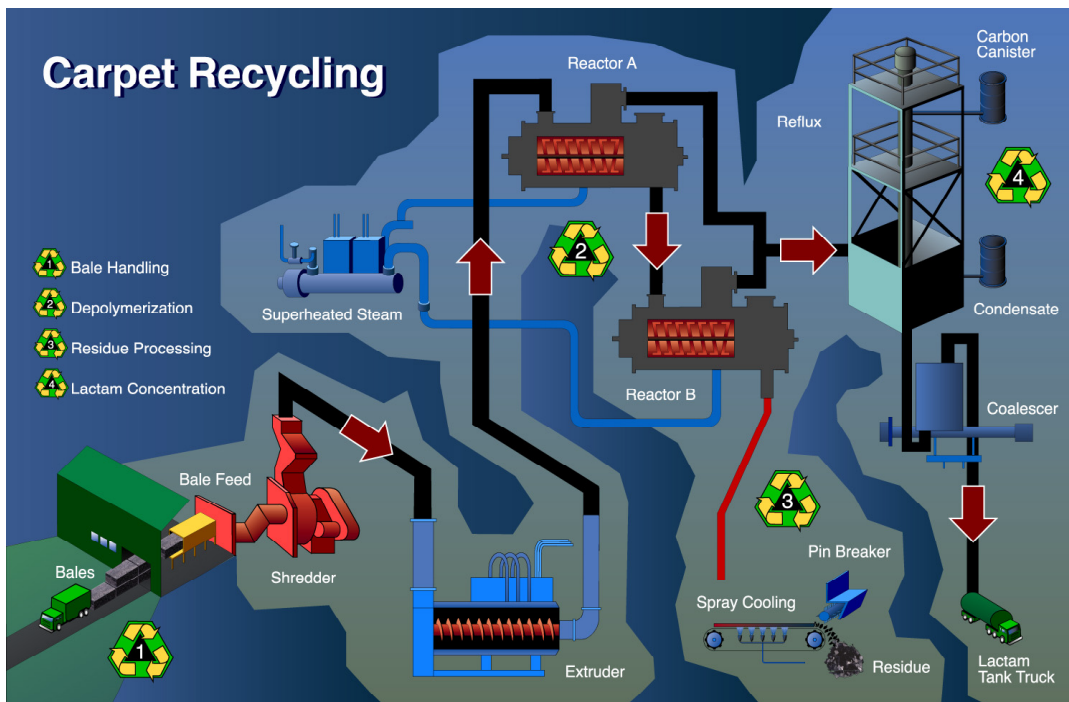 Carpet Recycling
Reactor A
Carbon
Canister
Reflux
4
2
1 Bale Handling
2 Depolymerization
3 Residue Processing
4 Lactam Concentration
Superheated Steam
Condensate
Reactor B
Coalescer
Bale Feed
3
Pin Breaker
Bales
Shredder
Spray Cooling
1
Extruder
Residue
Lactam
Tank Truck